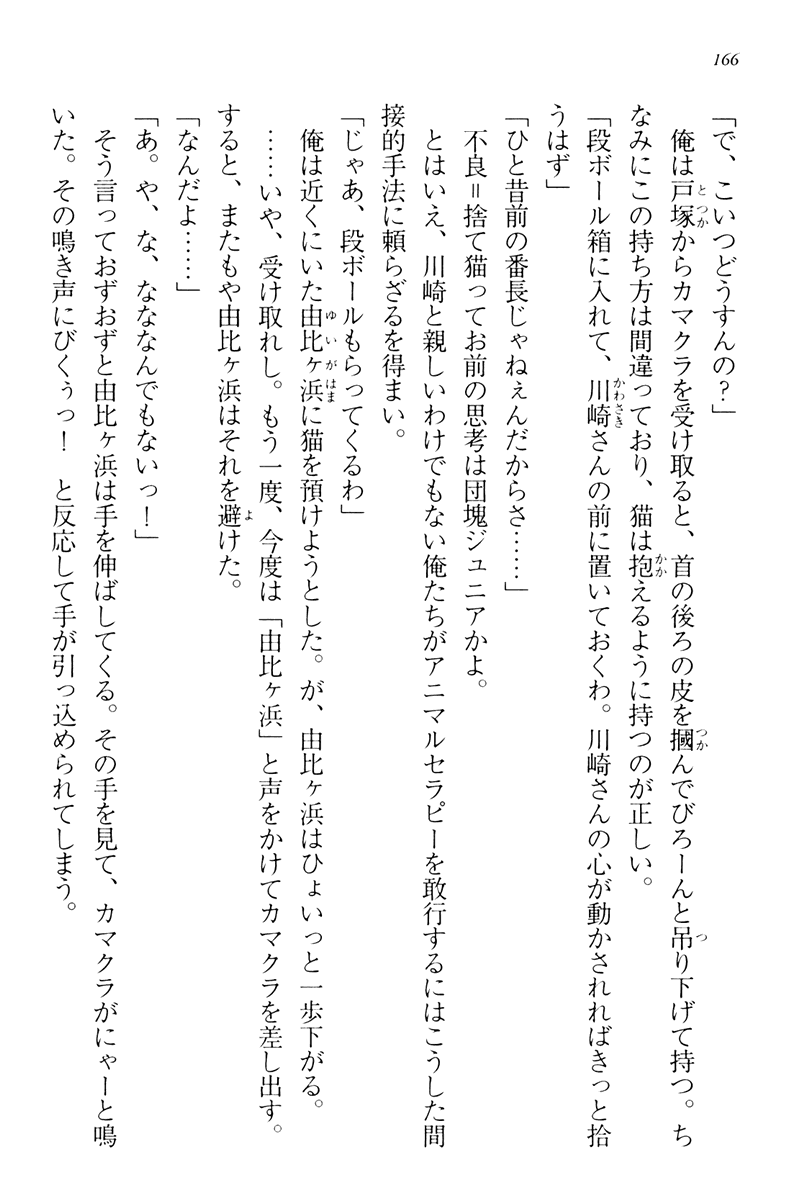 166
「で、こいつどうすんの？」
　俺は戸塚からカマクラを受け取ると、首の後ろの皮を摑んでびろーんと吊り下げて持つ。ち
なみにこの持ち方は間違っており、猫は抱えるように持つのが正しい。
「段ボール箱に入れて、川崎さんの前に置いておくわ。川崎さんの心が動かされればきっと拾
うはず」
「ひと昔前の番長じゃねぇんだからさ……」
　不良＝捨て猫ってお前の思考は団塊ジュニアかよ。
　とはいえ、川崎と親しいわけでもない俺たちがアニマルセラピーを敢行するにはこうした間
接的手法に頼らざるを得まい。
「じゃあ、段ボールもらってくるわ」
　俺は近くにいた由比ヶ浜に猫を預けようとした。が、由比ヶ浜はひょいっと一歩下がる。
　……いや、受け取れし。もう一度、今度は「由比ヶ浜」と声をかけてカマクラを差し出す。
すると、またもや由比ヶ浜はそれを避けた。
「なんだよ……」
「あ。や、な、なななんでもないっ！」
　そう言っておずおずと由比ヶ浜は手を伸ばしてくる。その手を見て、カマクラがにゃーと鳴
いた。その鳴き声にびくぅっ！　と反応して手が引っ込められてしまう。